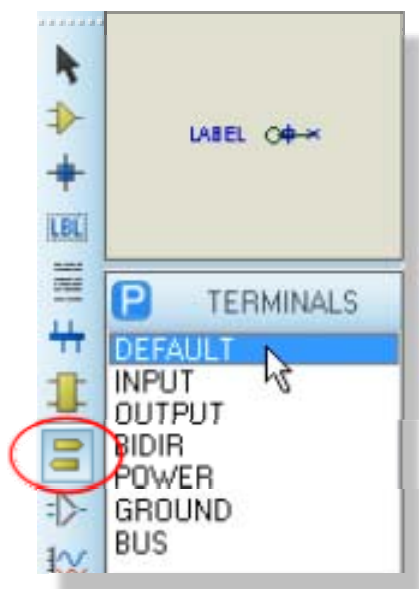 LABEL
LBL
P TERMINALS
DEFAULT
INPUT
OUTPUT
BIDIR
POWER
GROUND
BUS